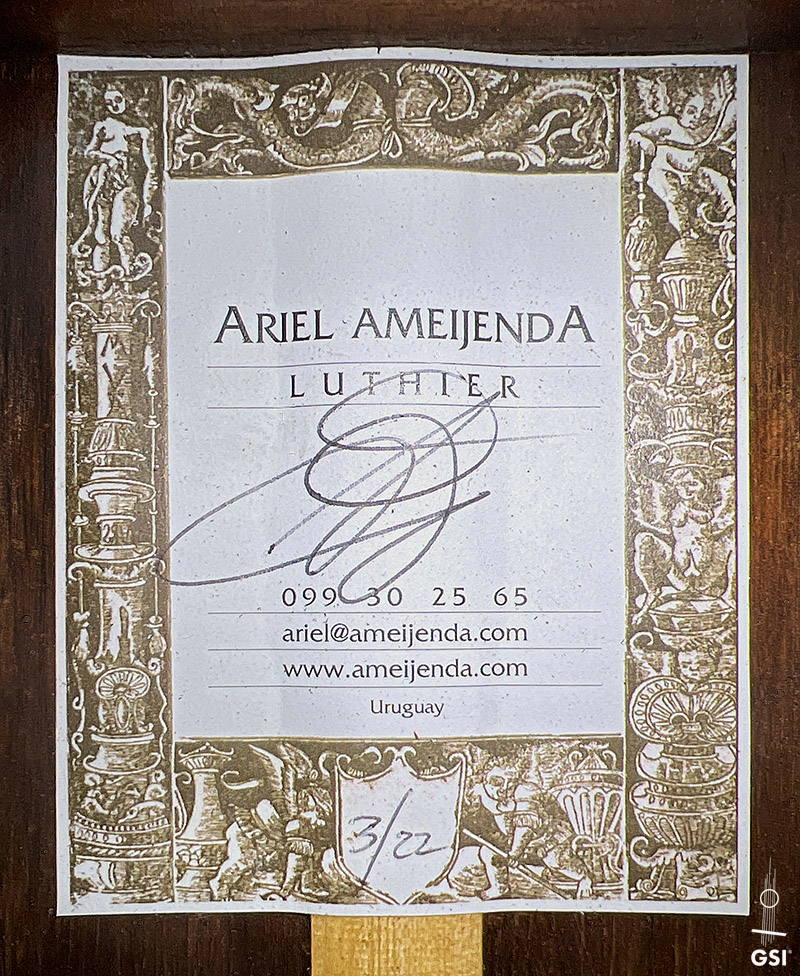 ARIEL AMEIJENDA
LUTHIER
099 30 25 65
ariel@ameijenda.com
www.ameijenda.com
Uruguay
3/22
GSI